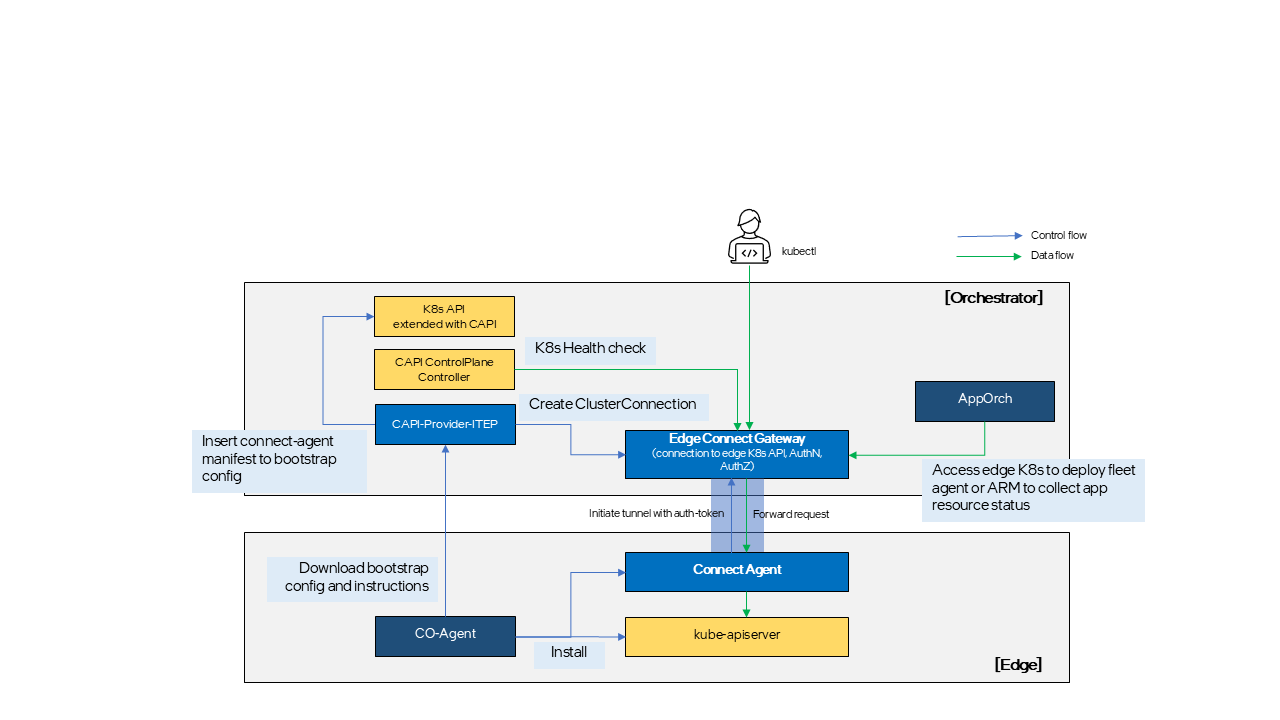 kubectl
Control flow
Data flow
[Orchestrator]
K8s API
extended with CAPI
K8s Health check
CAPI ControlPlane
Controller
AppOrch
Create ClusterConnection
CAPI-Provider-ITEP
Edge Connect Gateway
(connection to edge K8s API, AuthN,
AuthZ)
Insert connect-agent
manifest to bootstrap
config
Access edge K8s to deploy fleet
agent or ARM to collect app
resource status
Initiate tunnel with auth-token
Forward request
Download bootstrap
config and instructions
Connect Agent
CO-Agent
kube-apiserver
Install
[Edge]